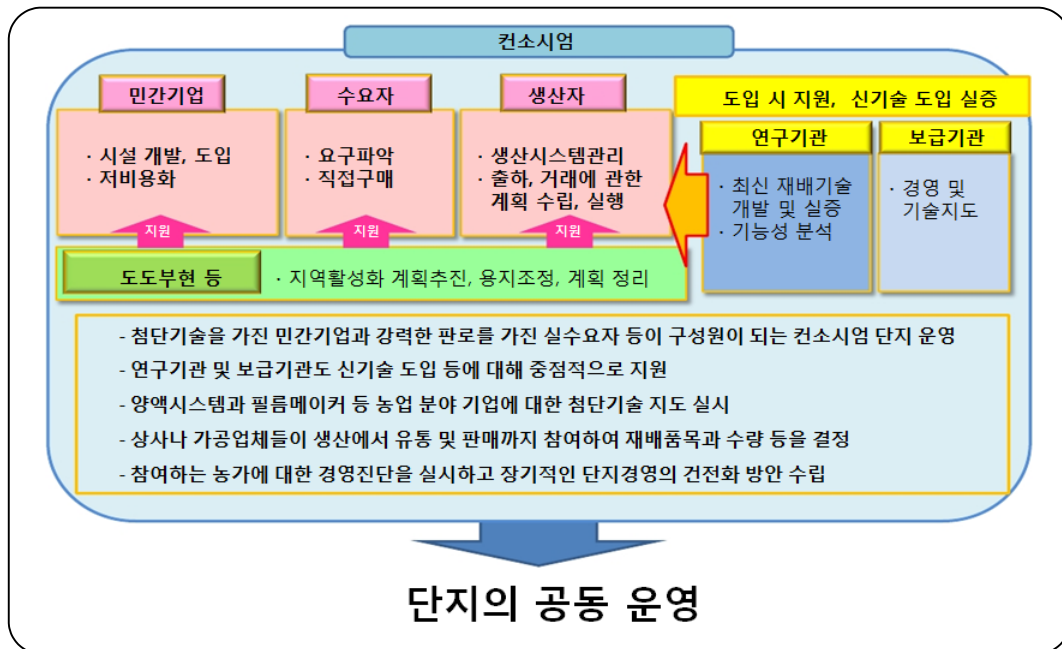 컨소시엄
민간기업
· 시설 개발, 도입
· 저비용화
수요자
· 요구파악
· 직접구매
생산자
· 생산시스템관리
· 출하, 거래에 관한
계획 수립, 실행
도입 시 지원, 신기술 도입 실증
연구기관
· 최신 재배기술
개발 및 실증
· 기능성 분석
보급기관
· 경영 및
기술지도
지원
지원
지원
도도부현 등
· 지역활성화 계획추진, 용지조정, 계획 정리
- 첨단기술을 가진 민간기업과 강력한 판로를 가진 실수요자 등이 구성원이 되는 컨소시엄 단지 운영
- 연구기관 및 보급기관도 신기술 도입 등에 대해 중점적으로 지원
- 양액시스템과 필름메이커 등 농업 분야 기업에 대한 첨단기술 지도 실시
- 상사나 가공업체들이 생산에서 유통 및 판매까지 참여하여 재배품목과 수량 등을 결정
- 참여하는 농가에 대한 경영진단을 실시하고 장기적인 단지경영의 건전화 방안 수립
단지의 공동 운영